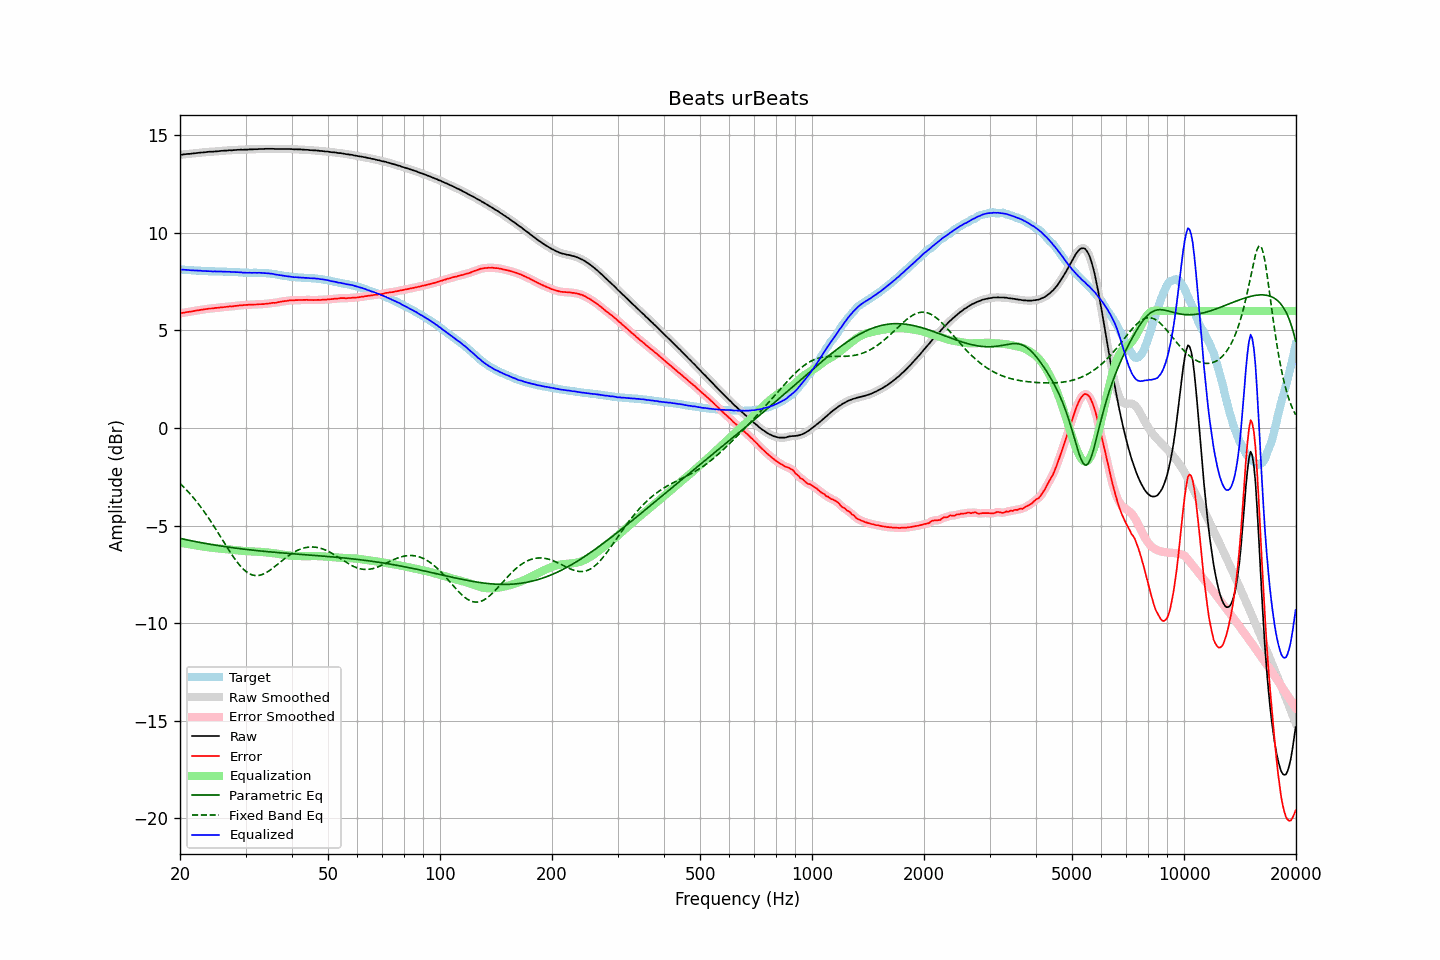 Beats urBeats
Amplitude (dBr)
15
10
5
0
−5
−10
−15
−20
Target
Raw Smoothed
Error Smoothed
Raw
Error
Equalization
Parametric Eq
Fixed Band Eq
Equalized
20 50 100 200 500 1000 2000 5000 10000 20000
Frequency (Hz)